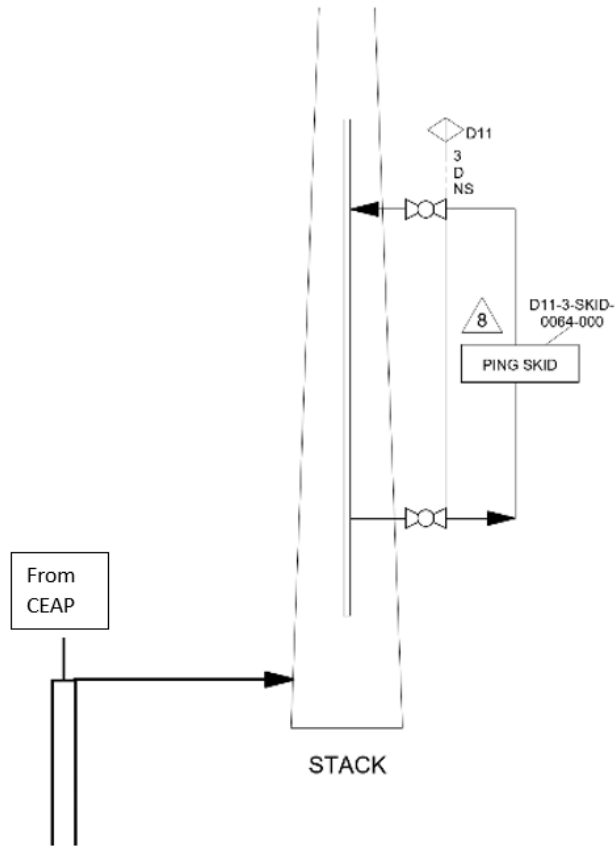 D11
3
D
NS
D11-3-SKID-
0064-000
8
PING SKID
From
CEAP
STACK